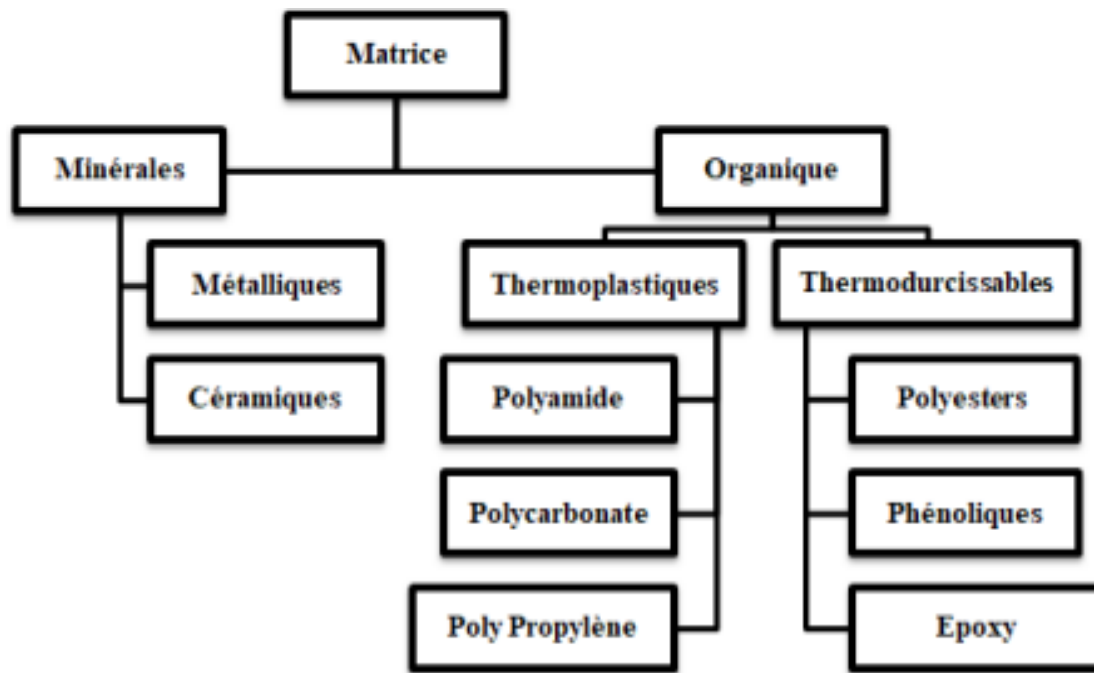 Matrice
Minérales
Organique
Métalliques
Céramiques
Thermoplastiques
Thermodurcissables
Polyamide
Polycarbonate
Poly Propylène
Polyesters
Phénoliques
Epoxy